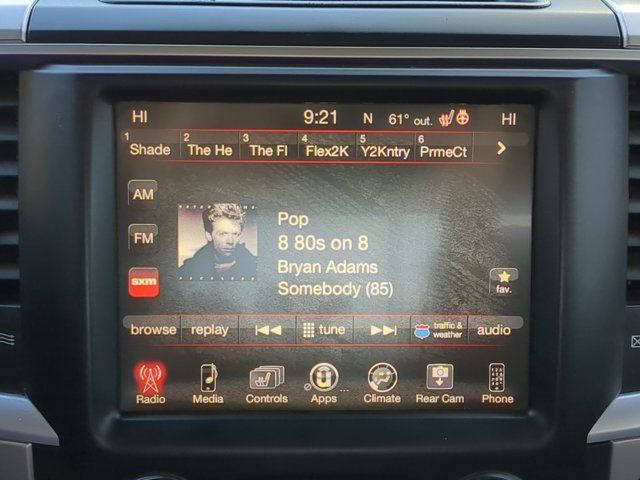 HI 9:21 N 61° out. HI
1 Shade 2 The He 3 The Fl 4 Flex2K 5 Y2Kntry 6 PrmeCt >
AM
FM
sxm
Pop
8 80s on 8
Bryan Adams
Somebody (85)
fav.
browse replay tune traffic & weather audio
Radio Media Controls Apps ... Climate Rear Cam Phone